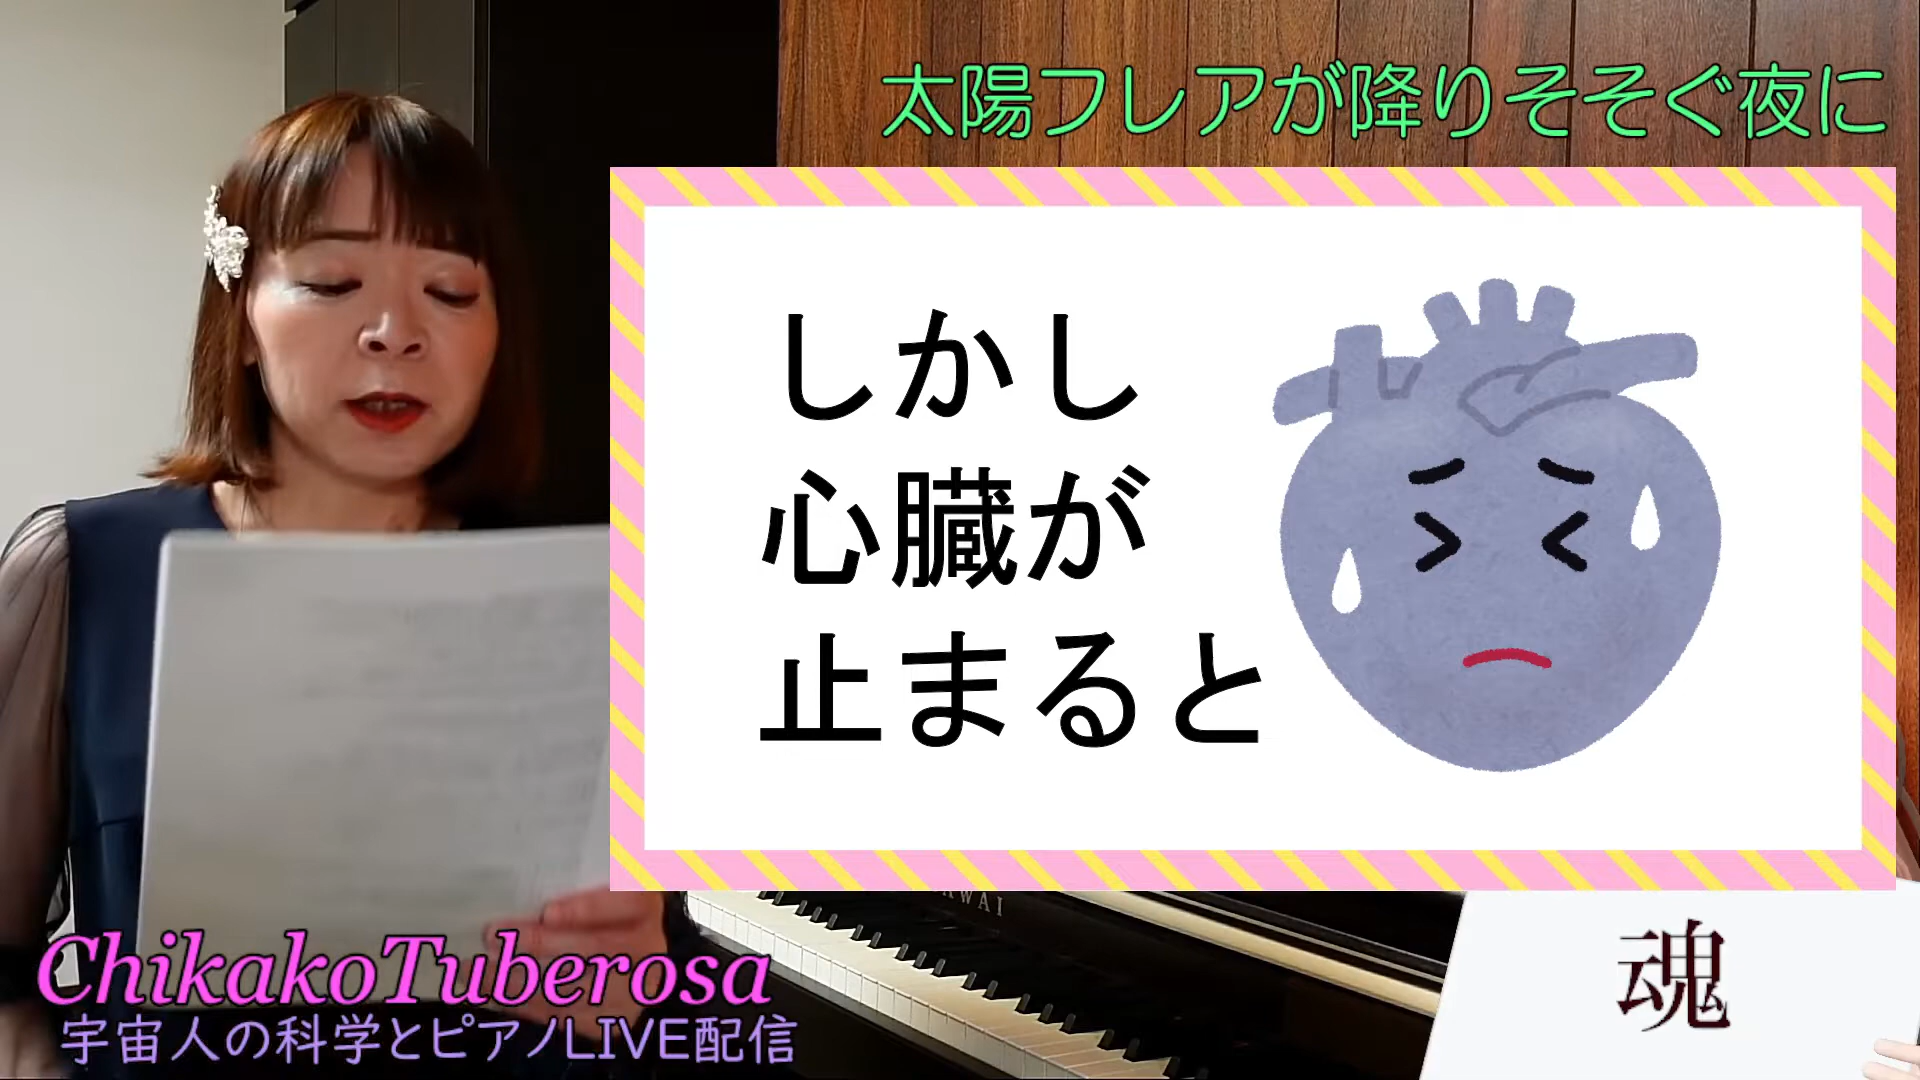 太陽フレアが降りそそぐ夜に
しかし
心臓が
止まると
AWAI
魂
ChikakoTuberosa
宇宙人の科学とピアノLIVE配信